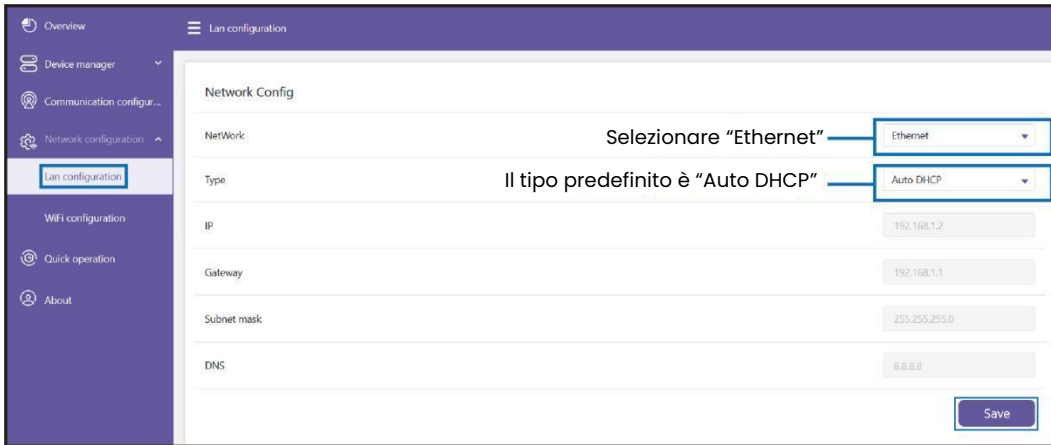 Overview
Lan configuration
Device manager
Communication configur...
Network configuration
Lan configuration
WiFi configuration
Quick operation
About
Network Config
NetWork
Selezionare “Ethernet”
Ethernet
Type
Il tipo predefinito è “Auto DHCP”
Auto DHCP
IP
192.168.1.2
Gateway
192.168.1.1
Subnet mask
255.255.255.0
DNS
8.8.8.8
Save